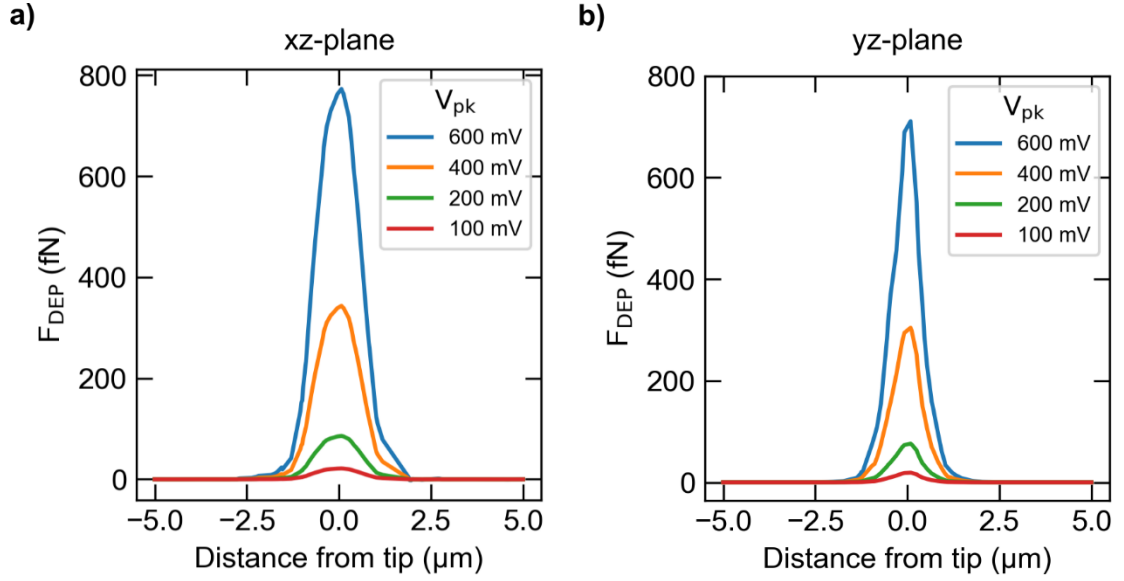 a)
xz-plane
F_DEP (fN)
800
600
400
200
0
V_pk
600 mV
400 mV
200 mV
100 mV
−5.0 −2.5 0.0 2.5 5.0
Distance from tip (μm)
b)
yz-plane
F_DEP (fN)
800
600
400
200
0
V_pk
600 mV
400 mV
200 mV
100 mV
−5.0 −2.5 0.0 2.5 5.0
Distance from tip (μm)